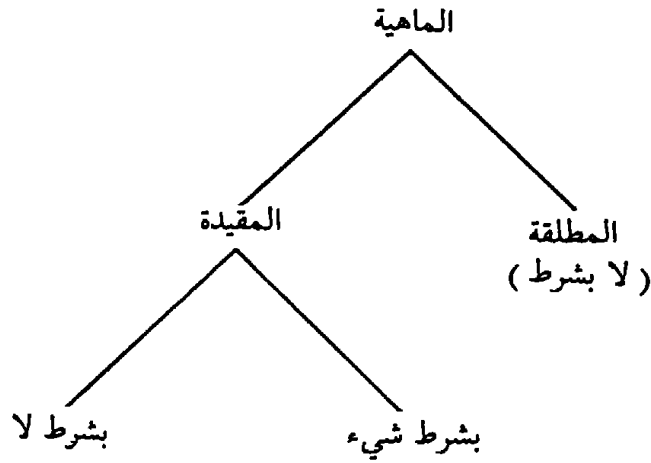 الماهية
المطلقة
( لا بشرط )
المقيدة
بشرط شيء
بشرط لا